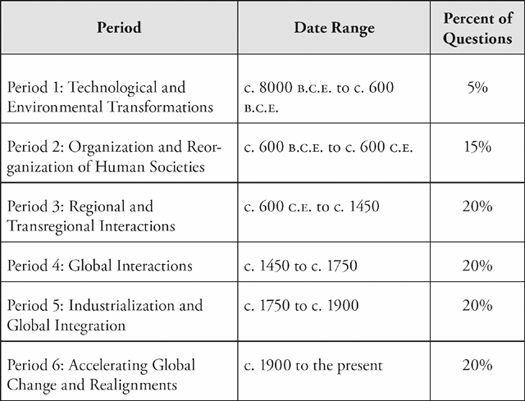 Period
Date Range
Percent of
Questions
Period 1: Technological and
Environmental Transformations
c. 8000 B.C.E. to c. 600
B.C.E.
5%
Period 2: Organization and Reor-
ganization of Human Societies
c. 600 B.C.E. to c. 600 C.E.
15%
Period 3: Regional and
Transregional Interactions
c. 600 C.E. to c. 1450
20%
Period 4: Global Interactions
c. 1450 to c. 1750
20%
Period 5: Industrialization and
Global Integration
c. 1750 to c. 1900
20%
Period 6: Accelerating Global
Change and Realignments
c. 1900 to the present
20%